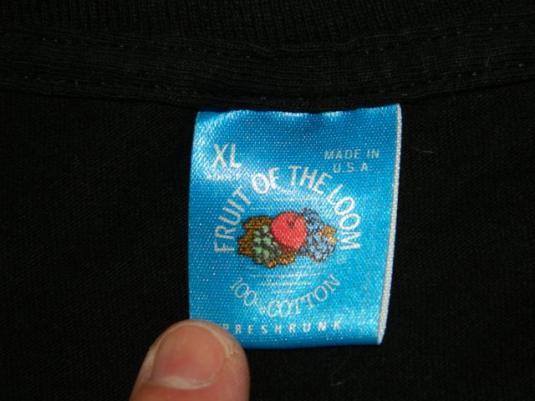 XL
MADE IN
U.S.A.
FRUIT OF THE LOOM
100% COTTON
PRESHRUNK